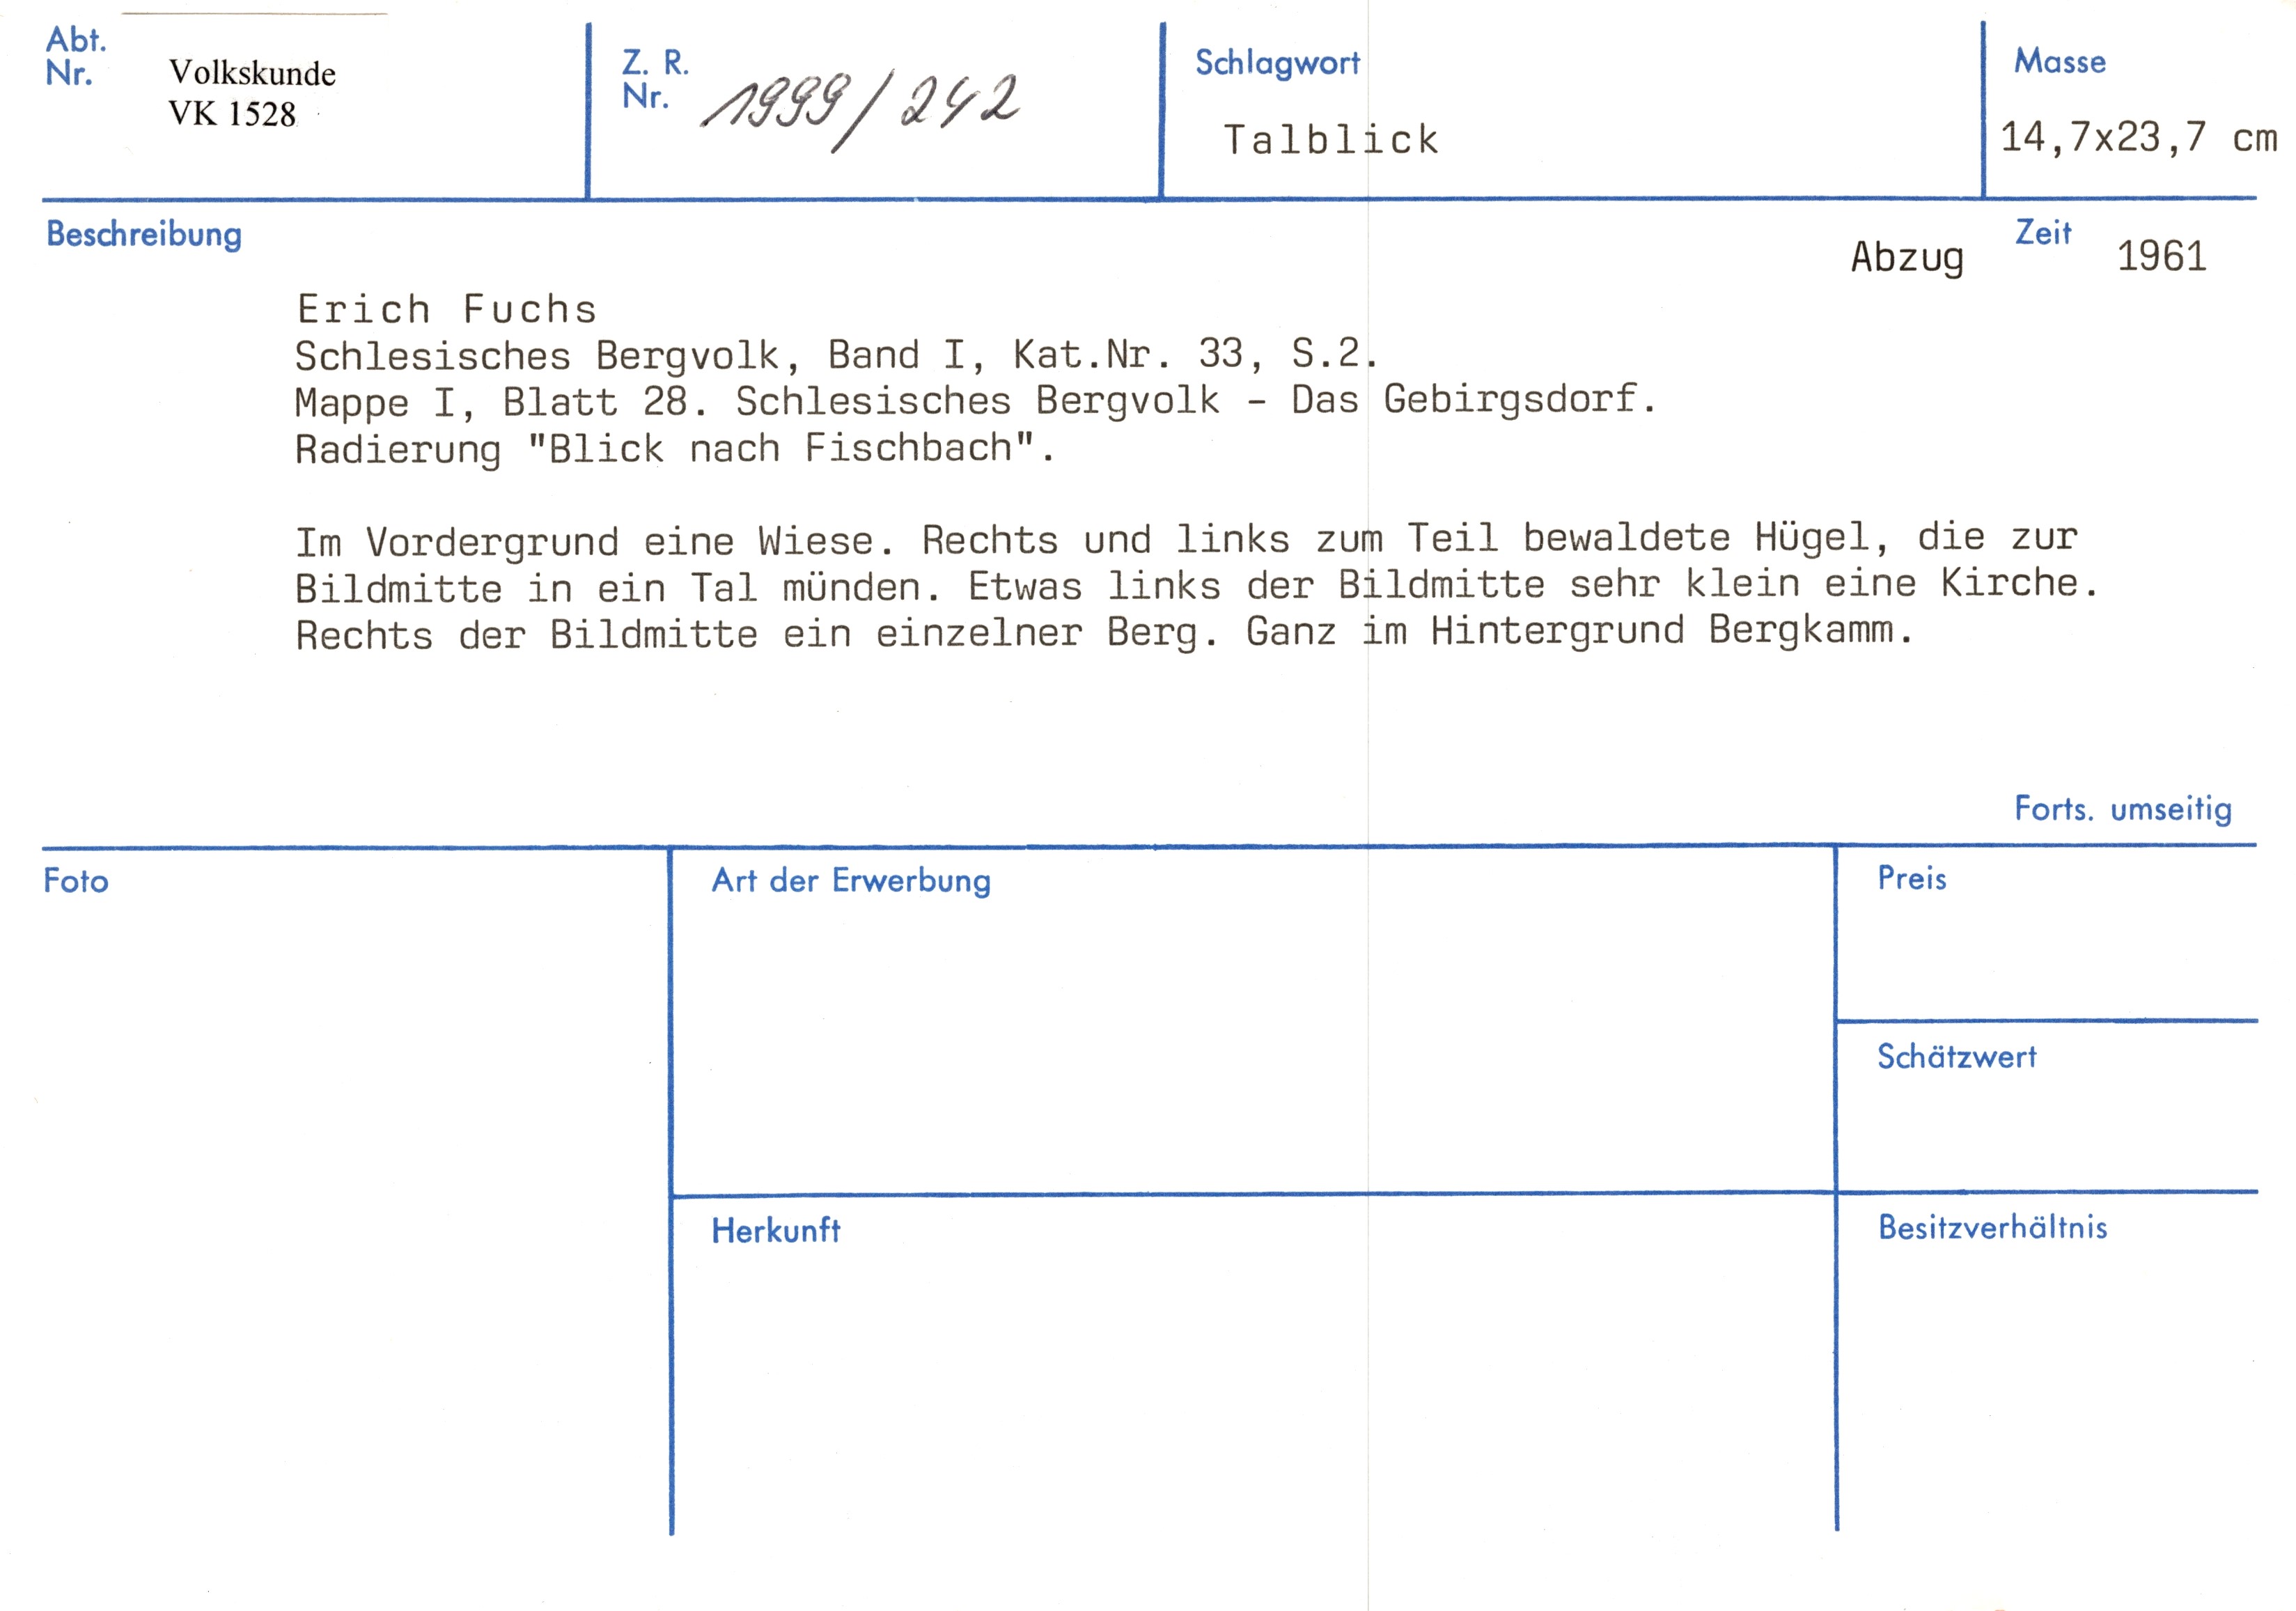 Abt.
Nr.
Volkskunde
VK 1528
Z. R.
Nr.
1999/242
Schlagwort
Talblick
Masse
14,7x23,7 cm
Beschreibung
Abzug
Zeit
1961
Erich Fuchs
Schlesisches Bergvolk, Band I, Kat.Nr. 33, S.2.
Mappe I, Blatt 28. Schlesisches Bergvolk - Das Gebirgsdorf.
Radierung "Blick nach Fischbach".
Im Vordergrund eine Wiese. Rechts und links zum Teil bewaldete Hügel, die zur
Bildmitte in ein Tal münden. Etwas links der Bildmitte sehr klein eine Kirche.
Rechts der Bildmitte ein einzelner Berg. Ganz im Hintergrund Bergkamm.
Forts. umseitig
Foto
Art der Erwerbung
Preis
Schätzwert
Herkunft
Besitzverhältnis